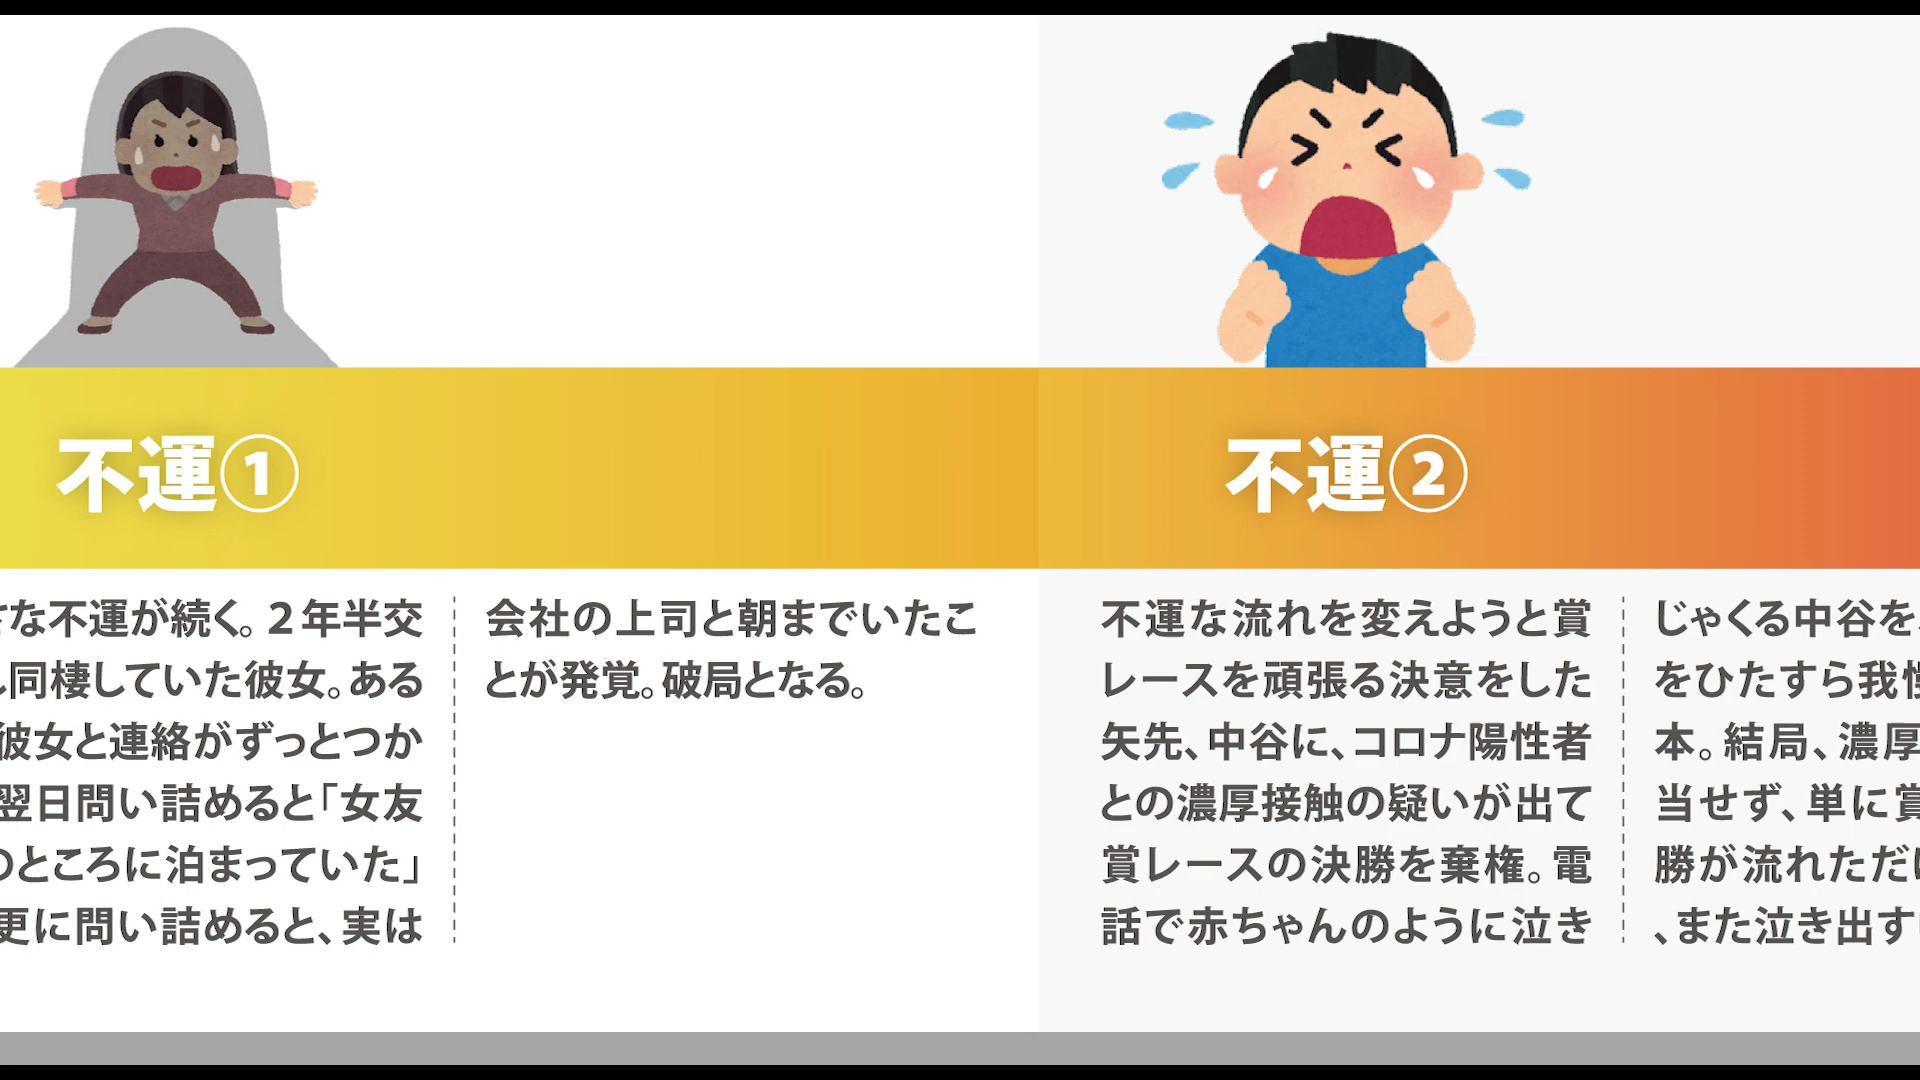 不運①
な不運が続く。２年半交
同棲していた彼女。ある
彼女と連絡がずっとつか
翌日問い詰めると「女友
のところに泊まっていた」
更に問い詰めると、実は
会社の上司と朝までいたこ
とが発覚。破局となる。
不運②
不運な流れを変えようと賞
レースを頑張る決意をした
矢先、中谷に、コロナ陽性者
との濃厚接触の疑いが出て
賞レースの決勝を棄権。電
話で赤ちゃんのように泣き
じゃくる中谷を
をひたすら我慢
本。結局、濃厚
当せず、単に賞
勝が流れただけ
、また泣き出す